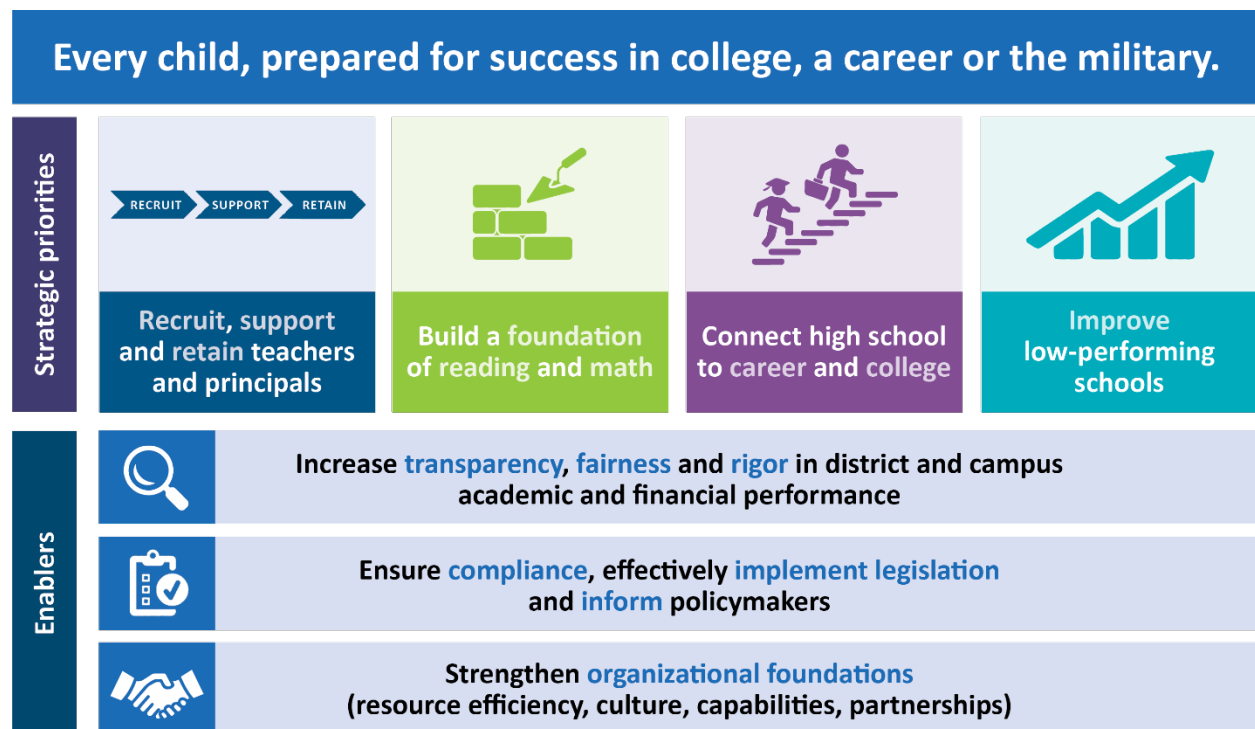 Every child, prepared for success in college, a career or the military.
Strategic priorities
RECRUIT SUPPORT RETAIN
Recruit, support
and retain teachers
and principals
Build a foundation
of reading and math
Connect high school
to career and college
Improve
low-performing
schools
Enablers
Increase transparency, fairness and rigor in district and campus
academic and financial performance
Ensure compliance, effectively implement legislation
and inform policymakers
Strengthen organizational foundations
(resource efficiency, culture, capabilities, partnerships)